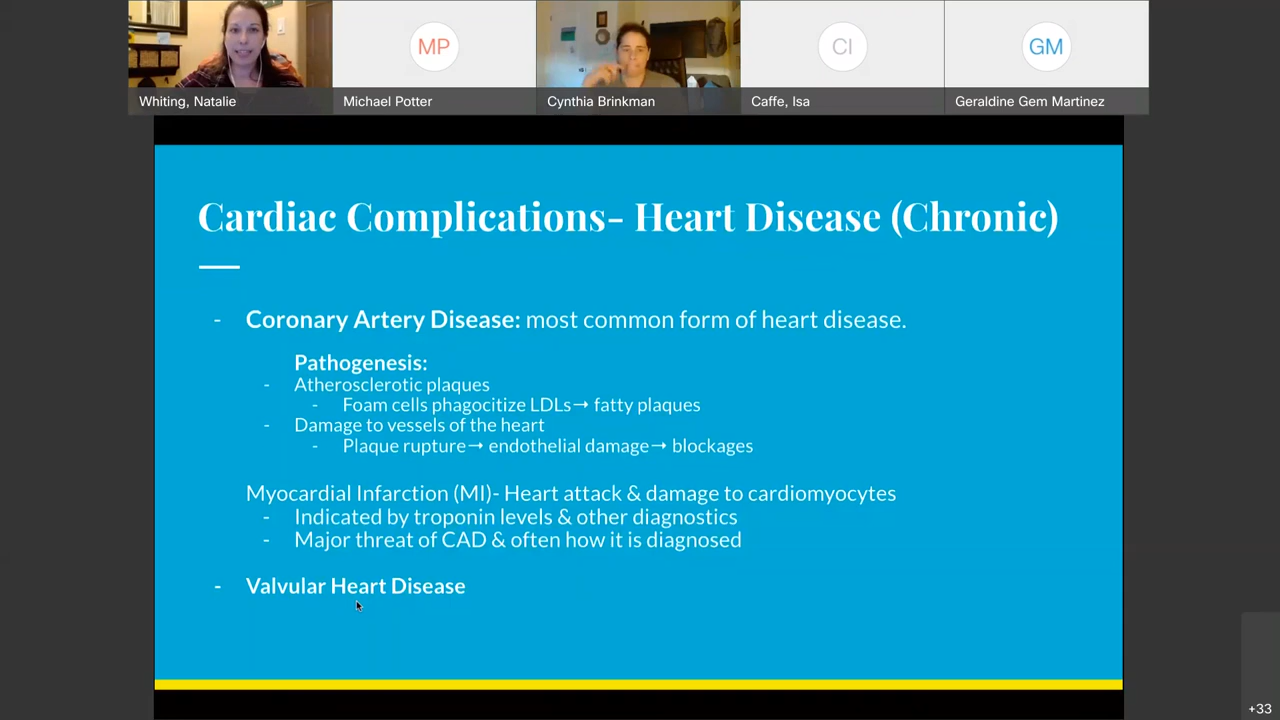 Whiting, Natalie
MP
Michael Potter
Cynthia Brinkman
CI
Caffe, Isa
GM
Geraldine Gem Martinez
Cardiac Complications- Heart Disease (Chronic)
- Coronary Artery Disease: most common form of heart disease.
Pathogenesis:
- Atherosclerotic plaques
- Foam cells phagocitize LDLs→ fatty plaques
- Damage to vessels of the heart
- Plaque rupture→ endothelial damage→ blockages
Myocardial Infarction (MI)- Heart attack & damage to cardiomyocytes
- Indicated by troponin levels & other diagnostics
- Major threat of CAD & often how it is diagnosed
- Valvular Heart Disease
+33